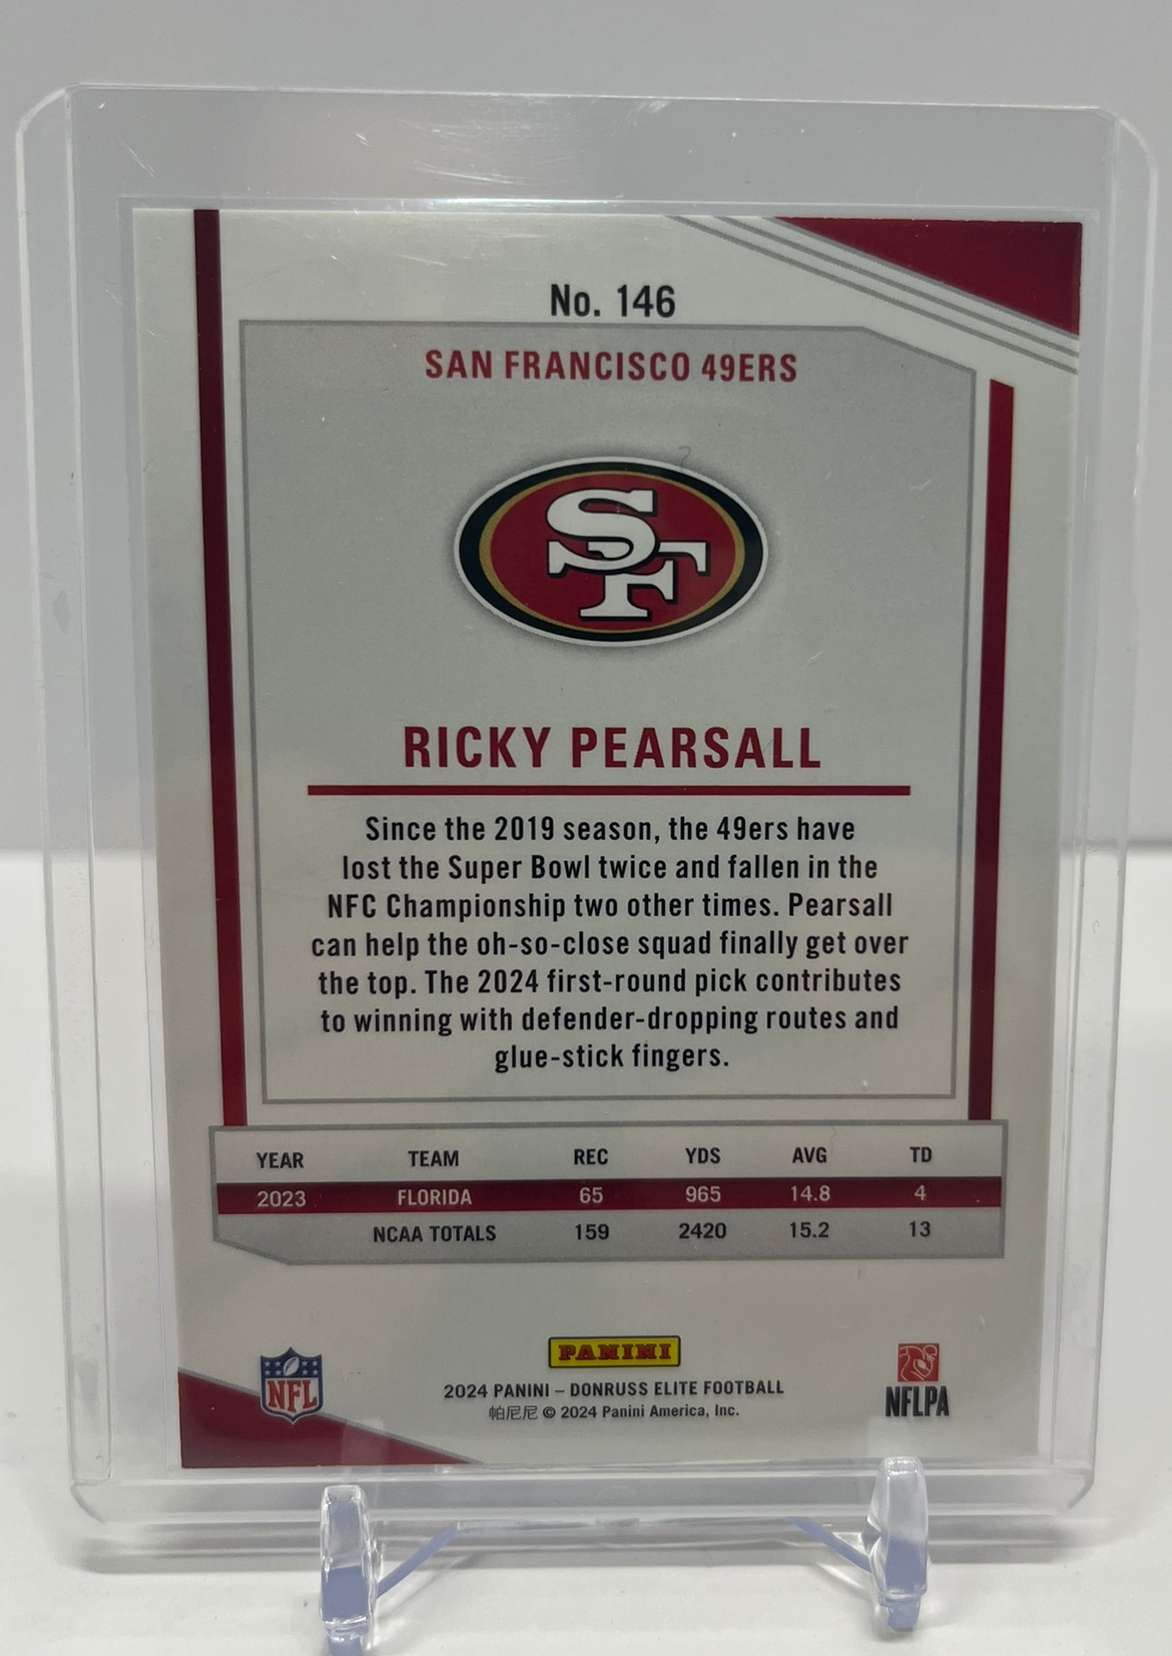 No. 146
SAN FRANCISCO 49ERS
SF
RICKY PEARSALL
Since the 2019 season, the 49ers have
lost the Super Bowl twice and fallen in the
NFC Championship two other times. Pearsall
can help the oh-so-close squad finally get over
the top. The 2024 first-round pick contributes
to winning with defender-dropping routes and
glue-stick fingers.
YEAR TEAM REC YDS AVG TD
2023 FLORIDA 65 965 14.8 4
NCAA TOTALS 159 2420 15.2 13
NFL
PANINI
2024 PANINI – DONRUSS ELITE FOOTBALL
帕尼尼 © 2024 Panini America, Inc.
NFLPA